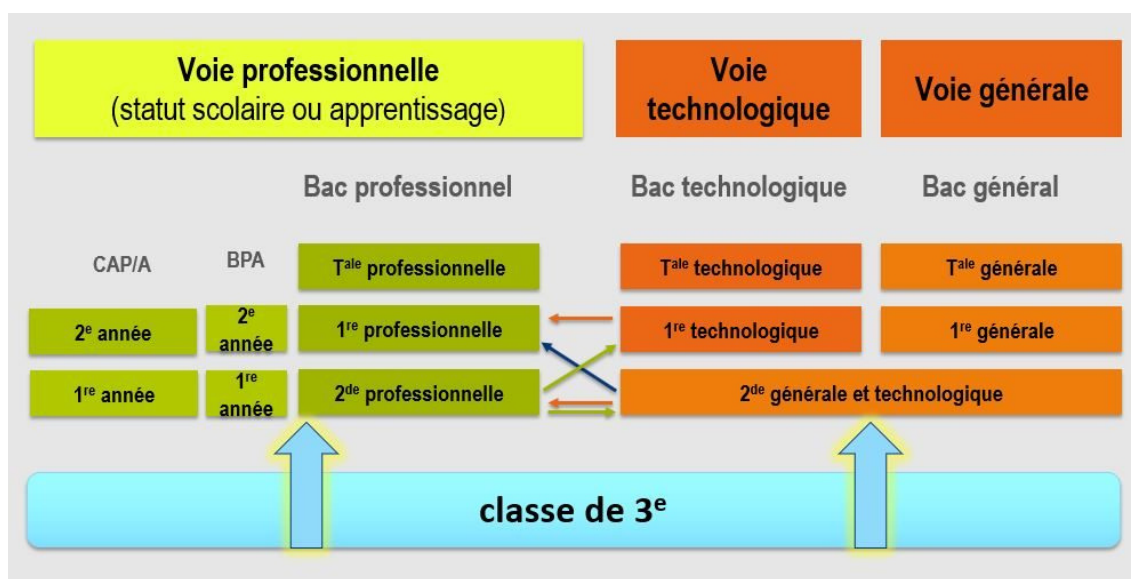 Voie professionnelle
(statut scolaire ou apprentissage)
Voie
technologique
Voie générale
Bac professionnel
Bac technologique
Bac général
CAP/A
BPA
Tale professionnelle
Tale technologique
Tale générale
2e année
2e
année
1re professionnelle
1re technologique
1re générale
1re année
1re
année
2de professionnelle
2de générale et technologique
classe de 3e